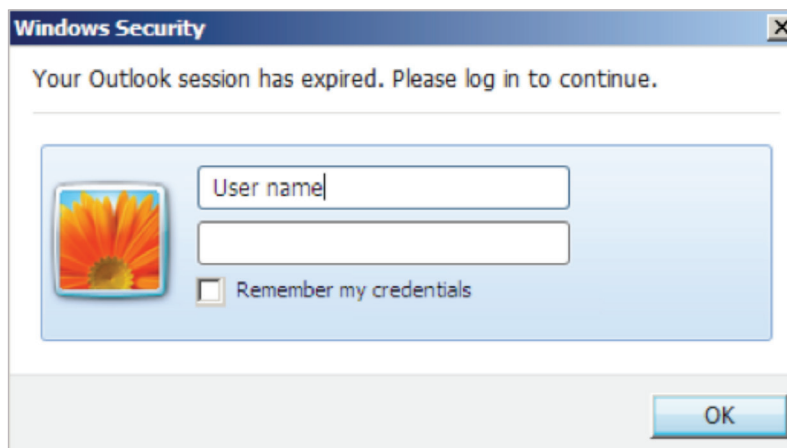 Windows Security
Your Outlook session has expired. Please log in to continue.
User name
Remember my credentials
OK